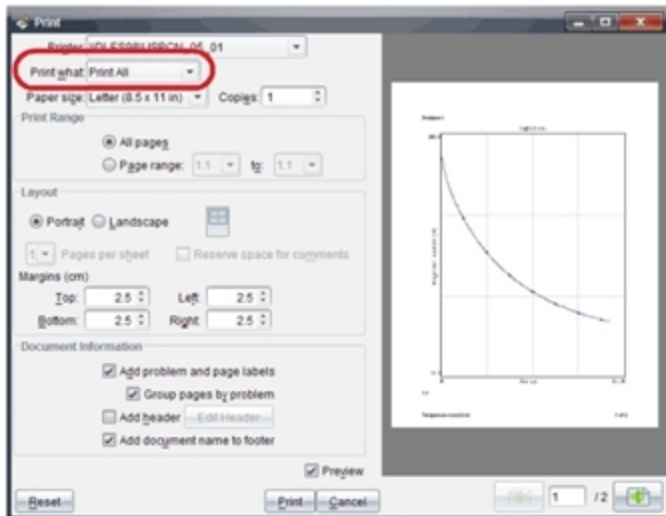 Print
Printer:
Print what: Print All
Paper size: Letter (8.5 x 11 in) Copies: 1
Print Range
All pages
Page range: 1.1 to: 1.1
Layout
Portrait Landscape
1 Pages per sheet Reserve space for comments
Margins (cm)
Top: 2.5 Left: 2.5
Bottom: 2.5 Right: 2.5
Document Information
Add problem and page labels
Group pages by problem
Add header Edit Header
Add document name to footer
Preview
Reset Print Cancel
1 / 2